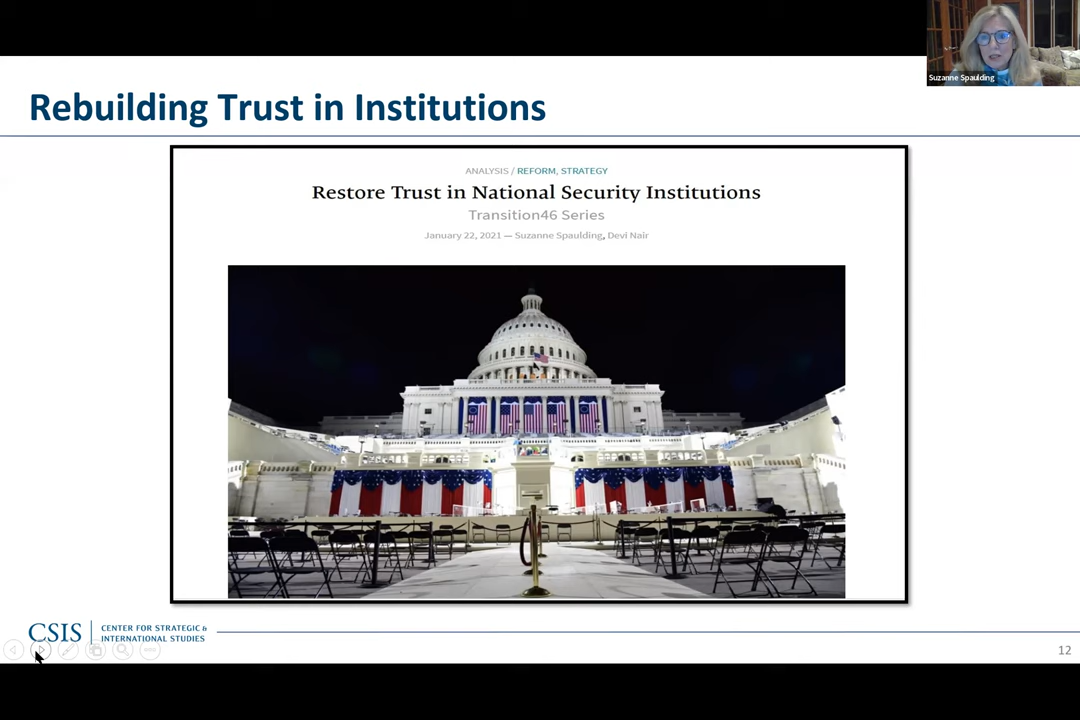 Suzanne Spaulding
Rebuilding Trust in Institutions
ANALYSIS / REFORM, STRATEGY
Restore Trust in National Security Institutions
Transition46 Series
January 22, 2021 — Suzanne Spaulding, Devi Nair
CSIS
CENTER FOR STRATEGIC &
INTERNATIONAL STUDIES
12